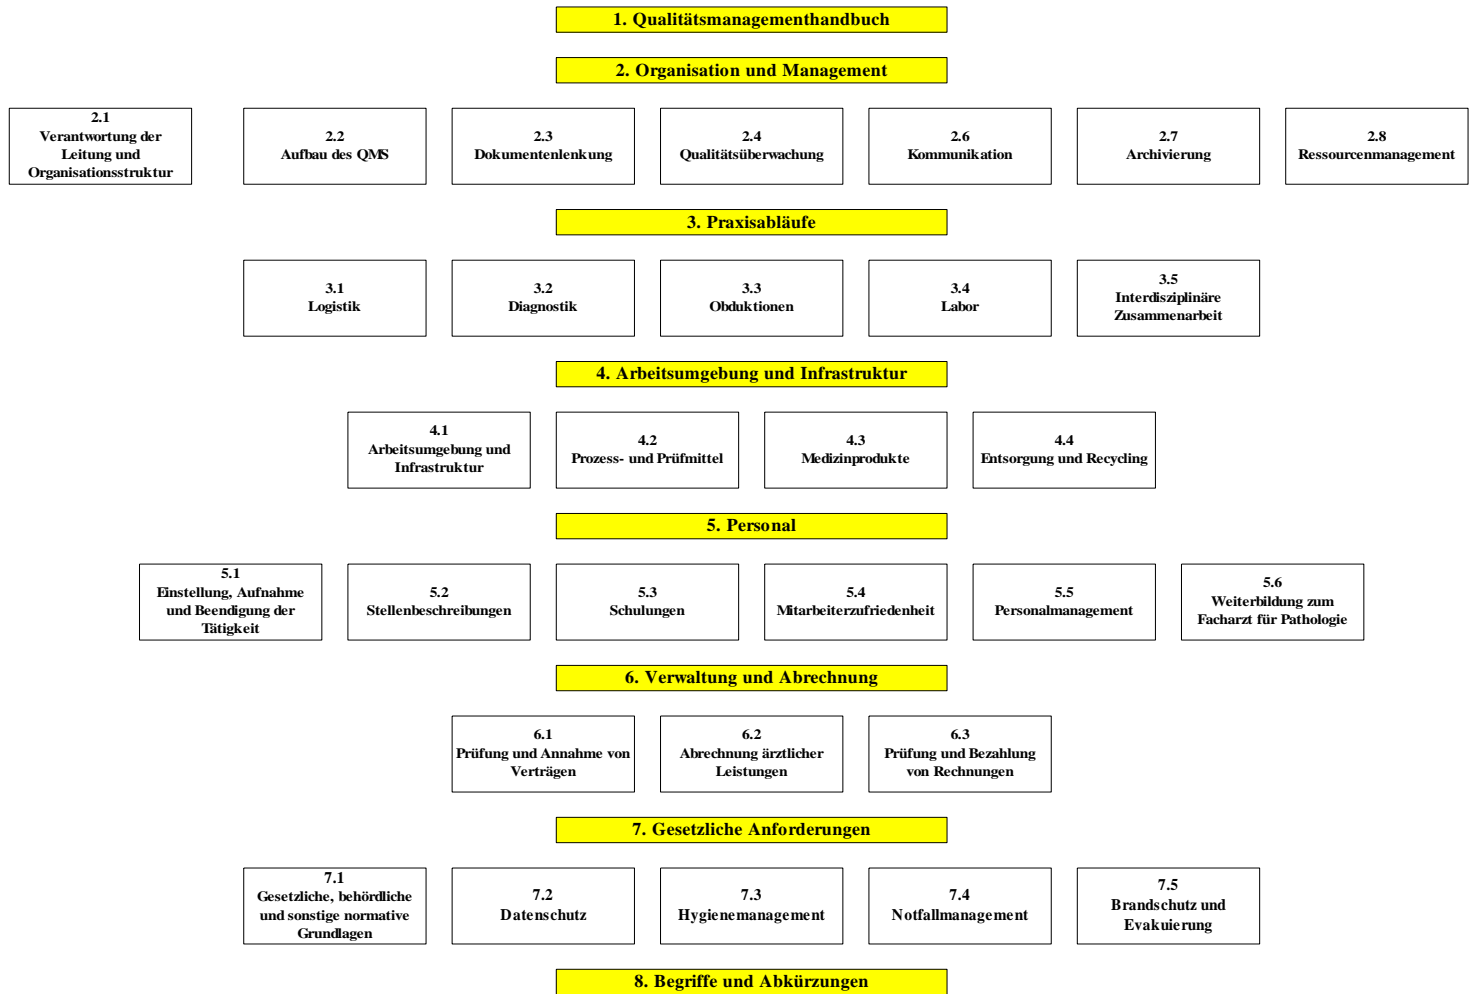 1. Qualitätsmanagementhandbuch
2. Organisation und Management
2.1
Verantwortung der
Leitung und
Organisationsstruktur
2.2
Aufbau des QMS
2.3
Dokumentenlenkung
2.4
Qualitätsüberwachung
2.6
Kommunikation
2.7
Archivierung
2.8
Ressourcenmanagement
3. Praxisabläufe
3.1
Logistik
3.2
Diagnostik
3.3
Obduktionen
3.4
Labor
3.5
Interdisziplinäre
Zusammenarbeit
4. Arbeitsumgebung und Infrastruktur
4.1
Arbeitsumgebung und
Infrastruktur
4.2
Prozess- und Prüfmittel
4.3
Medizinprodukte
4.4
Entsorgung und Recycling
5. Personal
5.1
Einstellung, Aufnahme
und Beendigung der
Tätigkeit
5.2
Stellenbeschreibungen
5.3
Schulungen
5.4
Mitarbeiterzufriedenheit
5.5
Personalmanagement
5.6
Weiterbildung zum
Facharzt für Pathologie
6. Verwaltung und Abrechnung
6.1
Prüfung und Annahme von
Verträgen
6.2
Abrechnung ärztlicher
Leistungen
6.3
Prüfung und Bezahlung
von Rechnungen
7. Gesetzliche Anforderungen
7.1
Gesetzliche, behördliche
und sonstige normative
Grundlagen
7.2
Datenschutz
7.3
Hygienemanagement
7.4
Notfallmanagement
7.5
Brandschutz und
Evakuierung
8. Begriffe und Abkürzungen